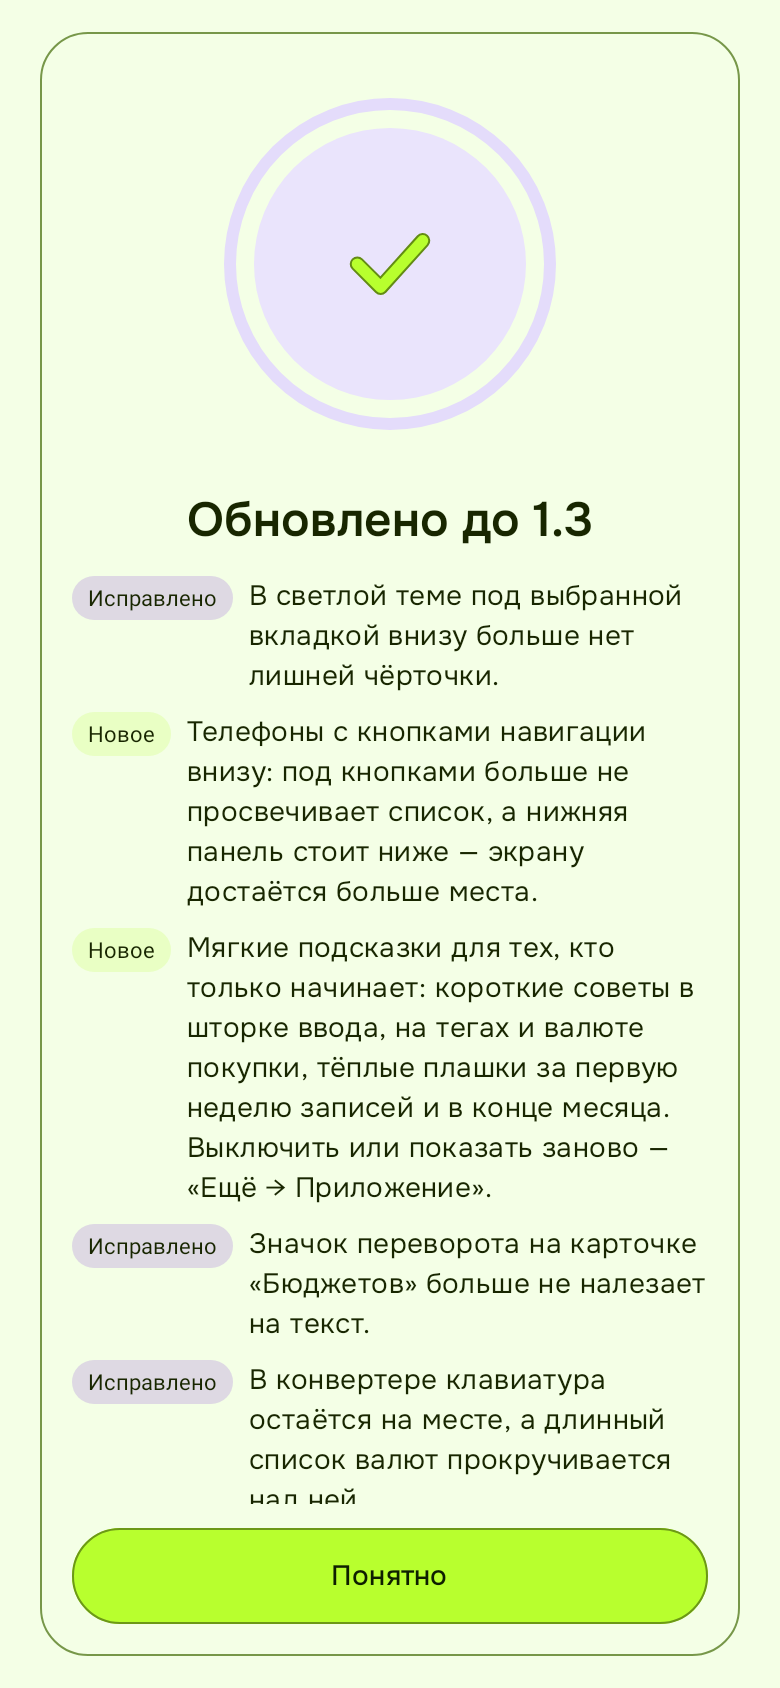 Обновлено до 1.3
Исправлено
В светлой теме под выбранной
вкладкой внизу больше нет
лишней чёрточки.
Новое
Телефоны с кнопками навигации
внизу: под кнопками больше не
просвечивает список, а нижняя
панель стоит ниже — экрану
достаётся больше места.
Новое
Мягкие подсказки для тех, кто
только начинает: короткие советы в
шторке ввода, на тегах и валюте
покупки, тёплые плашки за первую
неделю записей и в конце месяца.
Выключить или показать заново —
«Ещё → Приложение».
Исправлено
Значок переворота на карточке
«Бюджетов» больше не налезает
на текст.
Исправлено
В конвертере клавиатура
остаётся на месте, а длинный
список валют прокручивается
над ней
Понятно